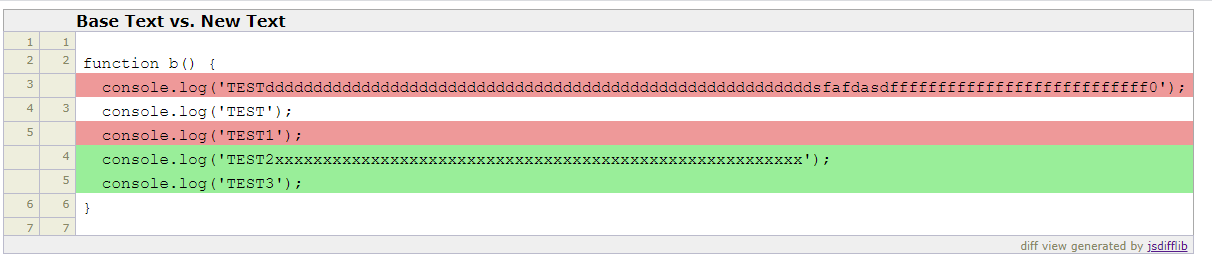 Base Text vs. New Text
1 1
2 2 function b() {
3 console.log('TESTdddddddddddddddddddddddddddddddddddddddddddddddddddddddddsfafdasdfffffffffffffffffffffffffff0');
4 3 console.log('TEST');
5 console.log('TEST1');
4 console.log('TEST2xxxxxxxxxxxxxxxxxxxxxxxxxxxxxxxxxxxxxxxxxxxxxxxxxxxxxxx');
5 console.log('TEST3');
6 6 }
7 7
diff view generated by jsdifflib